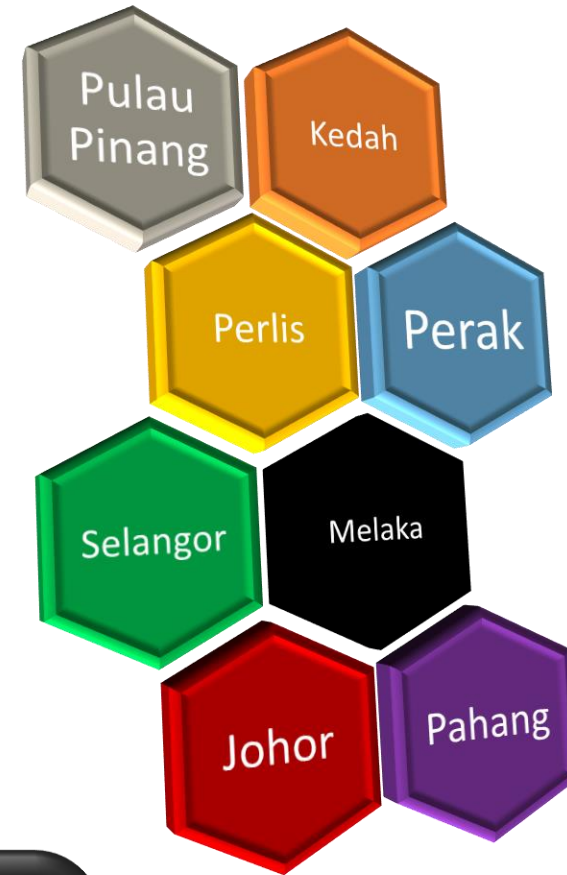 Pulau
Pinang
Kedah
Perlis
Perak
Selangor
Melaka
Johor
Pahang